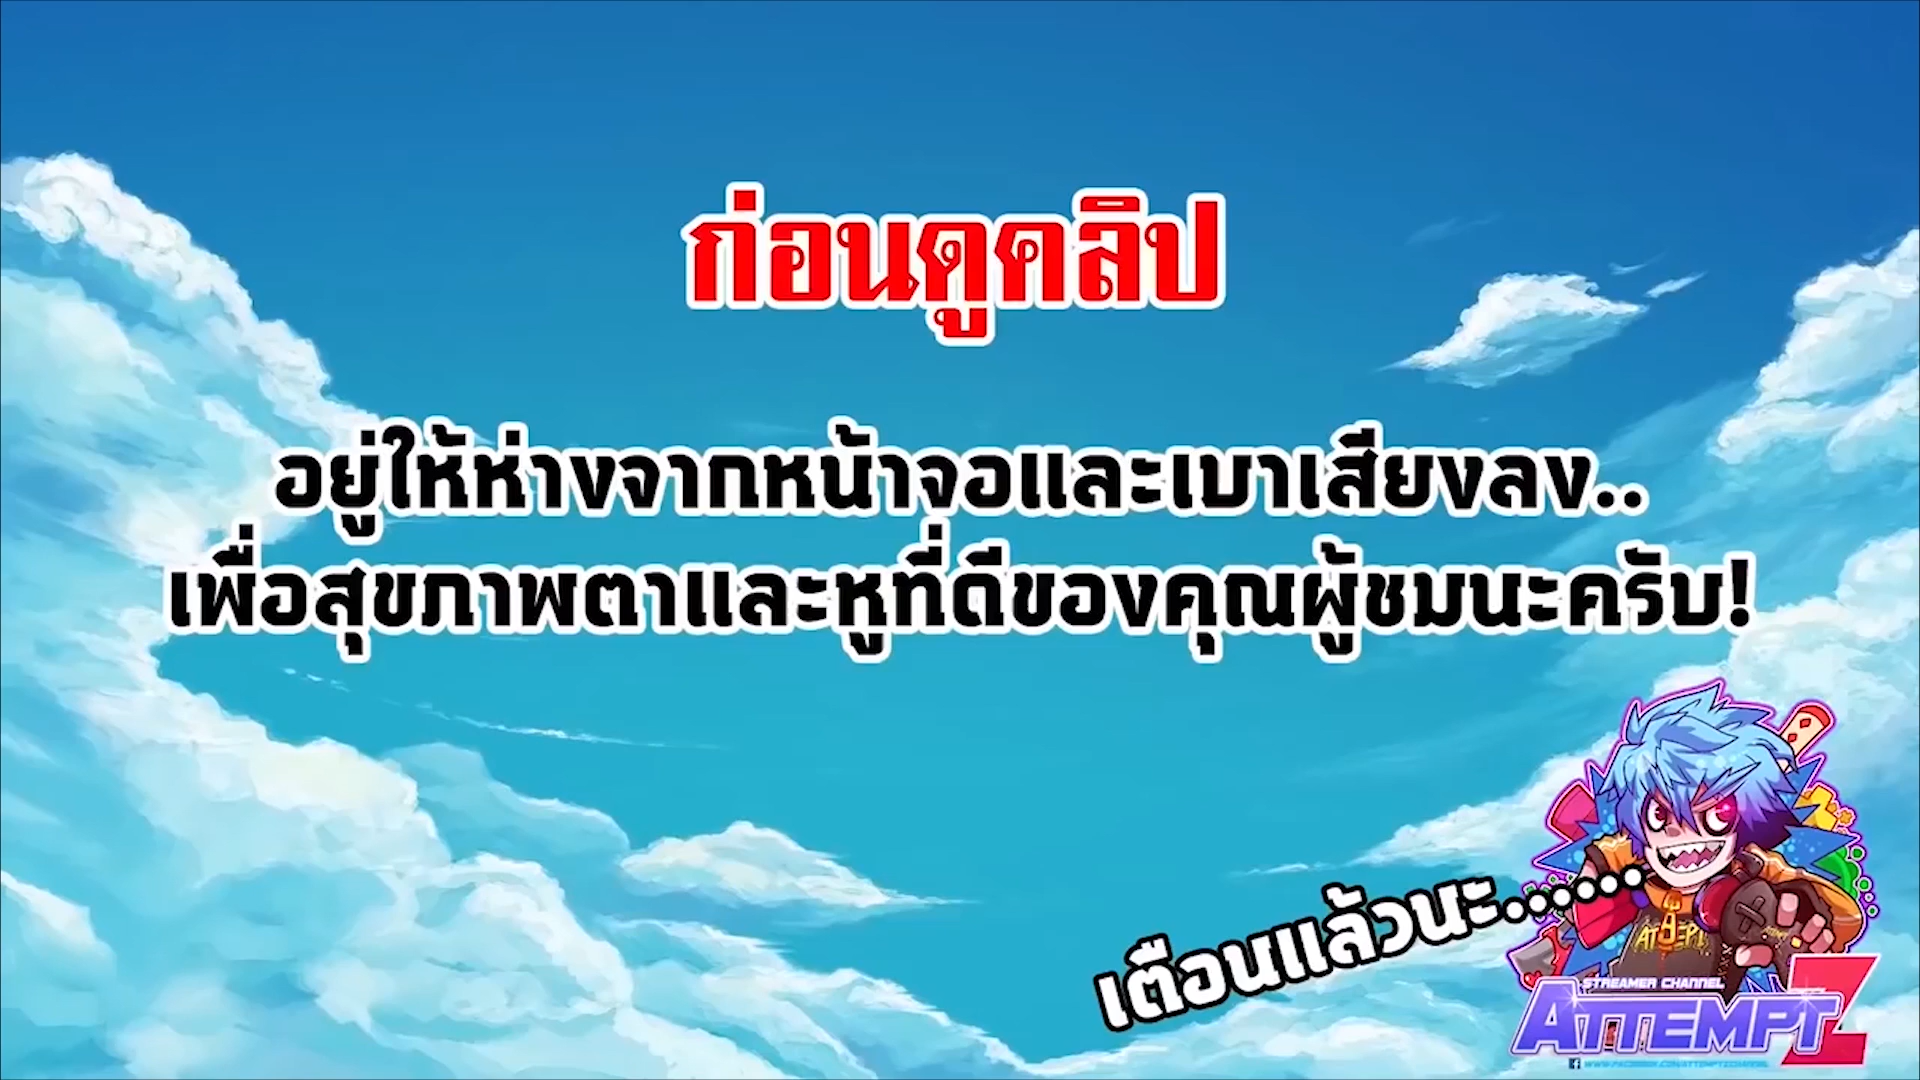 ก่อนดูคลิป
อยู่ให้ห่างจากหน้าจอและเบาเสียงลง..
เพื่อสุขภาพตาและหูที่ดีของคุณผู้ชมนะครับ!
เตือนแล้วนะ......
STREAMER CHANNEL
ATTEMPT Z